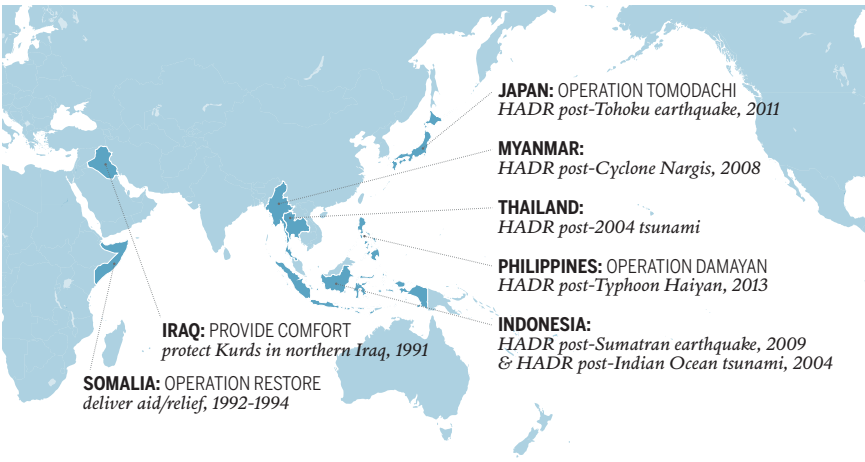 JAPAN: OPERATION TOMODACHI
HADR post-Tohoku earthquake, 2011
MYANMAR:
HADR post-Cyclone Nargis, 2008
THAILAND:
HADR post-2004 tsunami
PHILIPPINES: OPERATION DAMAYAN
HADR post-Typhoon Haiyan, 2013
INDONESIA:
HADR post-Sumatran earthquake, 2009
& HADR post-Indian Ocean tsunami, 2004
IRAQ: PROVIDE COMFORT
protect Kurds in northern Iraq, 1991
SOMALIA: OPERATION RESTORE
deliver aid/relief, 1992-1994